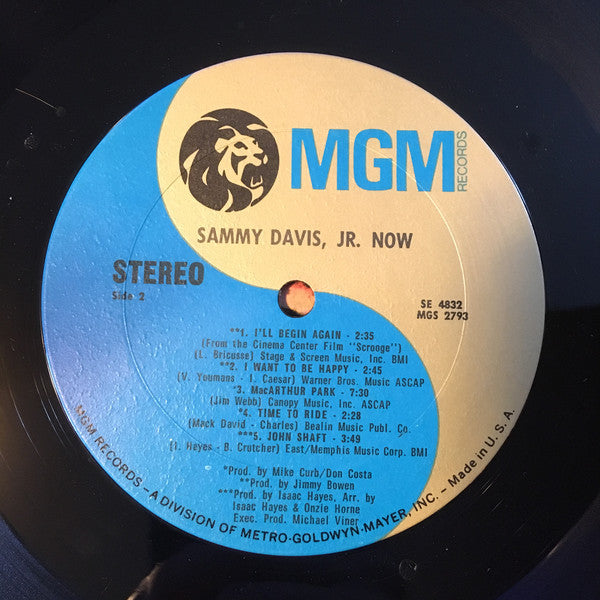 MGM
RECORDS
SAMMY DAVIS, JR. NOW
STEREO
Side 2
SE 4832
MGS 2793
**1. I'LL BEGIN AGAIN - 2:35
(From the Cinema Center Film "Scrooge")
(L. Bricusse) Stage & Screen Music, Inc. BMI
**2. I WANT TO BE HAPPY - 2:45
(V. Youmans - I. Caesar) Warner Bros. Music ASCAP
*3. MacARTHUR PARK - 7:30
(Jim Webb) Canopy Music, Inc. ASCAP
*4. TIME TO RIDE - 2:28
(Mack David - Charles) Bealin Music Publ. Co.
***5. JOHN SHAFT - 3:49
(I. Hayes - B. Crutcher) East/Memphis Music Corp. BMI
*Prod. by Mike Curb/Don Costa
**Prod. by Jimmy Bowen
***Prod. by Isaac Hayes, Arr. by
Isaac Hayes & Onzie Horne
Exec. Prod. Michael Viner
MGM RECORDS – A DIVISION OF METRO-GOLDWYN-MAYER, INC. – Made in U.S.A.